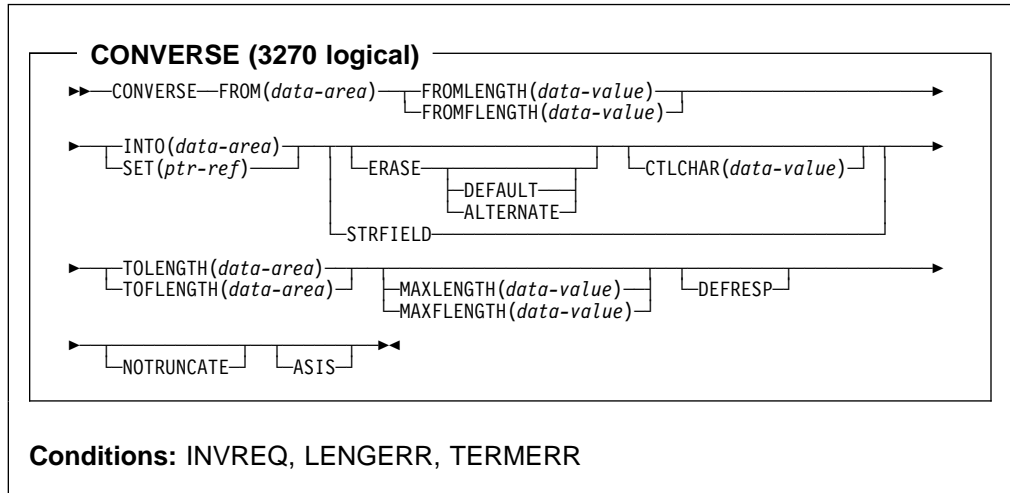 CONVERSE (3270 logical)
CONVERSE FROM(data-area) FROMLENGTH(data-value)
FROMFLENGTH(data-value)
INTO(data-area)
SET(ptr-ref) ERASE CTLCHAR(data-value)
DEFAULT
ALTERNATE
STRFIELD
TOLENGTH(data-area)
TOFLENGTH(data-area) MAXLENGTH(data-value) DEFRESP
MAXFLENGTH(data-value)
NOTRUNCATE ASIS
Conditions: INVREQ, LENGERR, TERMERR